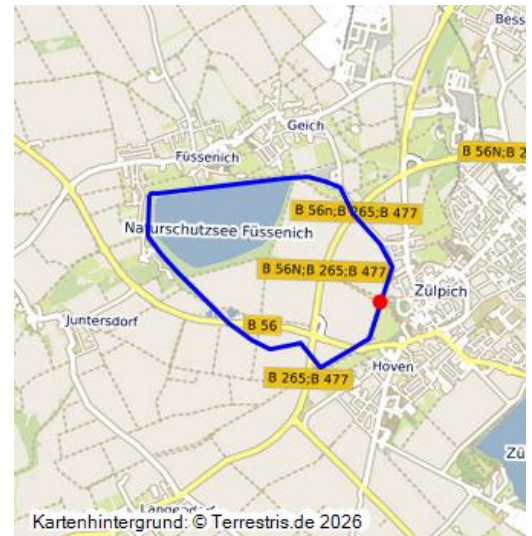 Bess
Geich
Füssenich
B 56N;B 2
B 56n;B 265;B 477
Naturschutzsee Füssenich
B 56N;B 265;B 477
Zülpich
Juntersdorf
B 56
Hoven
B 265;B 477
Zü
Langendorf
Kartenhintergrund: © Terrestris.de 2026